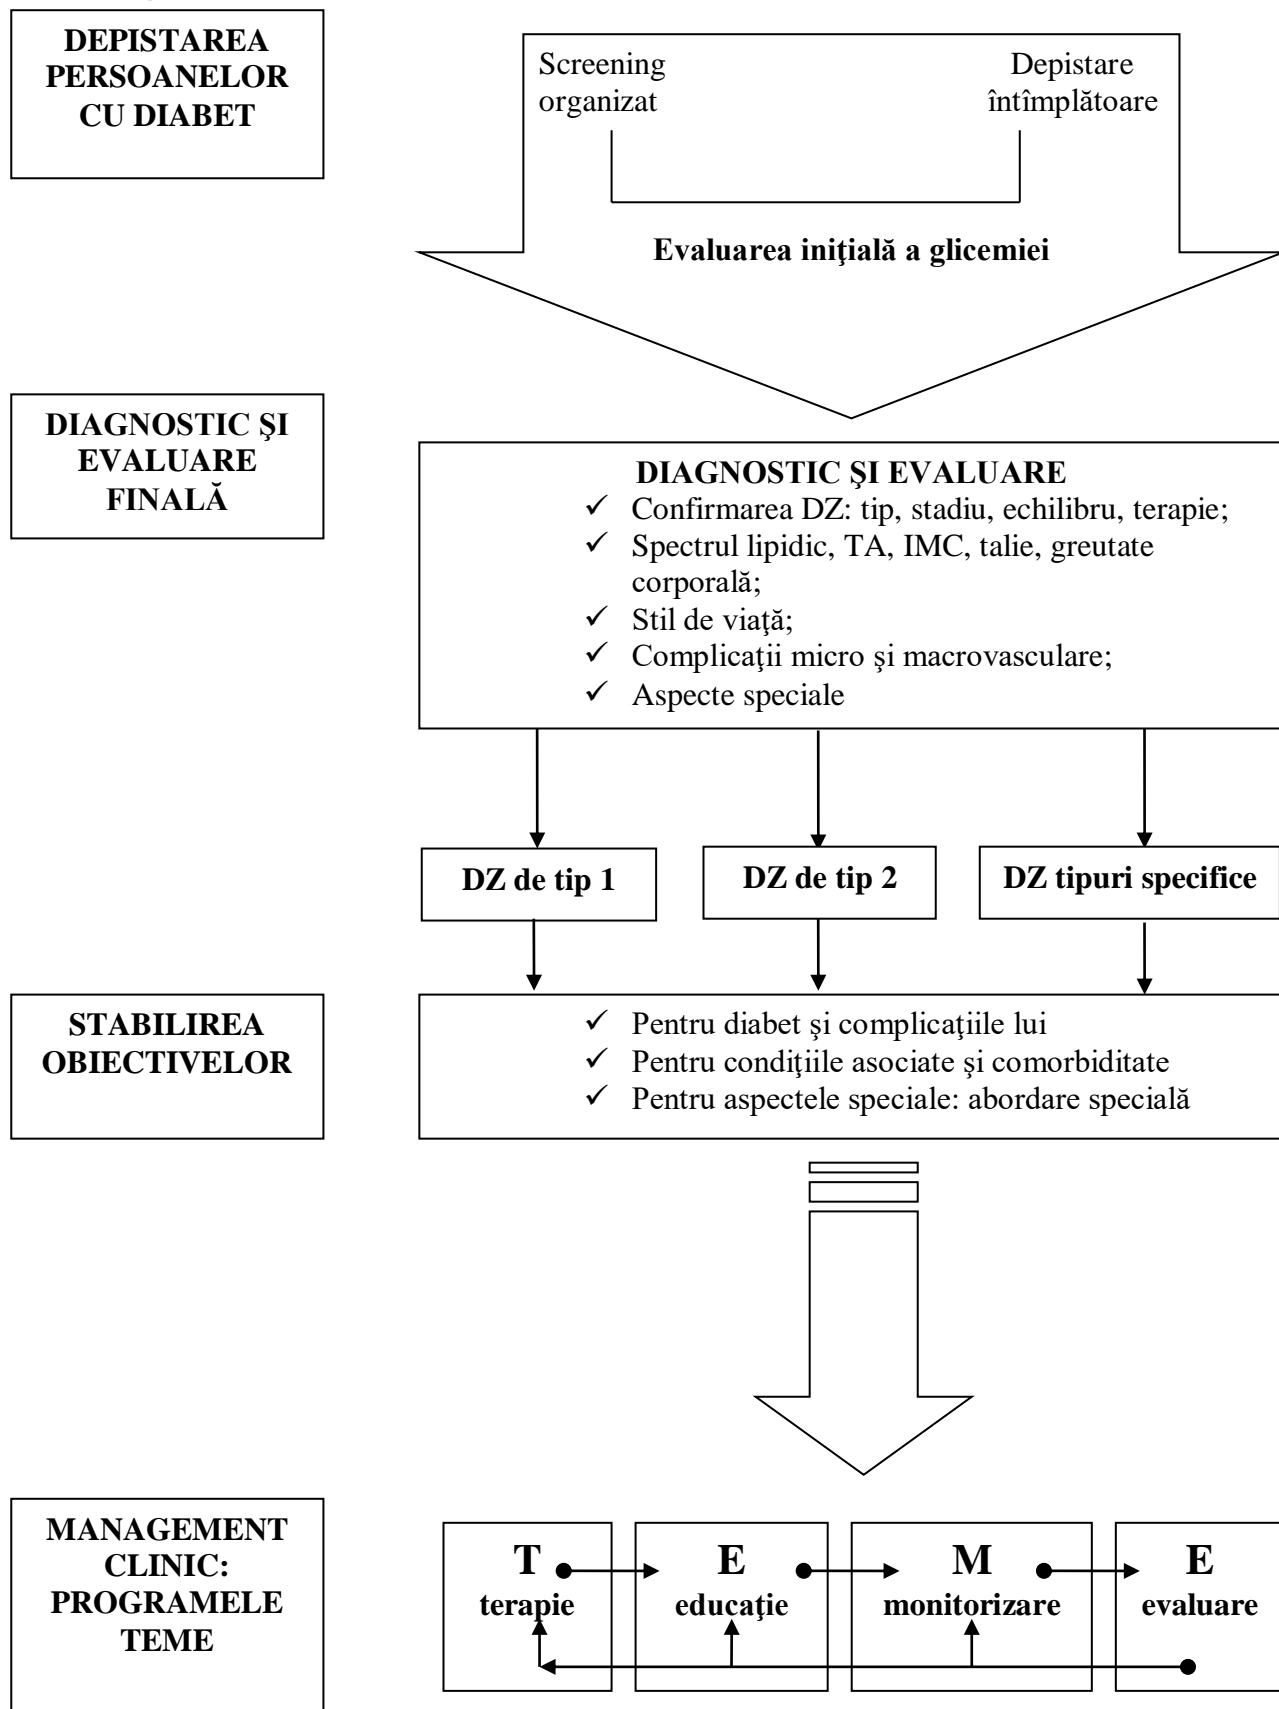 DEPISTAREA
PERSOANELOR
CU DIABET
Screening
organizat
Depistare
întîmplătoare
Evaluarea iniţială a glicemiei
DIAGNOSTIC ŞI
EVALUARE
FINALĂ
DIAGNOSTIC ŞI EVALUARE
✓ Confirmarea DZ: tip, stadiu, echilibru, terapie;
✓ Spectrul lipidic, TA, IMC, talie, greutate
corporală;
✓ Stil de viaţă;
✓ Complicaţii micro şi macrovasculare;
✓ Aspecte speciale
DZ de tip 1
DZ de tip 2
DZ tipuri specifice
STABILIREA
OBIECTIVELOR
✓ Pentru diabet şi complicaţiile lui
✓ Pentru condiţiile asociate şi comorbiditate
✓ Pentru aspectele speciale: abordare specială
MANAGEMENT
CLINIC:
PROGRAMELE
TEME
T
terapie
E
educaţie
M
monitorizare
E
evaluare